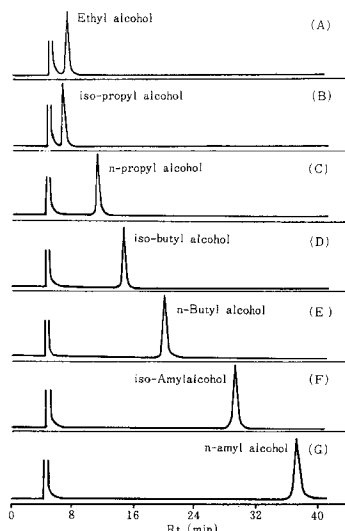 Ethyl alcohol (A)
iso-propyl alcohol (B)
n-propyl alcohol (C)
iso-butyl alcohol (D)
n-Butyl alcohol (E)
iso-Amylalcohol (F)
n-amyl alcohol (G)
0 8 16 24 32 40
Rt (min)